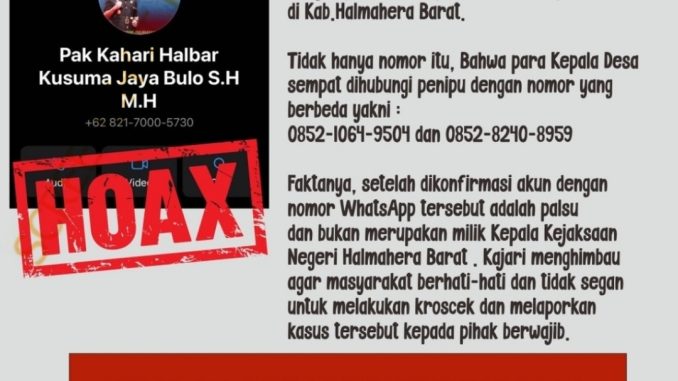 di Kab.Halmahera Barat.
Pak Kahari Halbar
Kusuma Jaya Bulo S.H
M.H
+62 821-7000-5730
Video
HOAX
Tidak hanya nomor itu, Bahwa para Kepala Desa
sempat dihubungi penipu dengan nomor yang
berbeda yakni :
0852-1064-9504 dan 0852-8240-8959
Faktanya, setelah dikonfirmasi akun dengan
nomor WhatsApp tersebut adalah palsu
dan bukan merupakan milik Kepala Kejaksaan
Negeri Halmahera Barat . Kajari menghimbau
agar masyarakat berhati-hati dan tidak segan
untuk melakukan kroscek dan melaporkan
kasus tersebut kepada pihak berwajib.